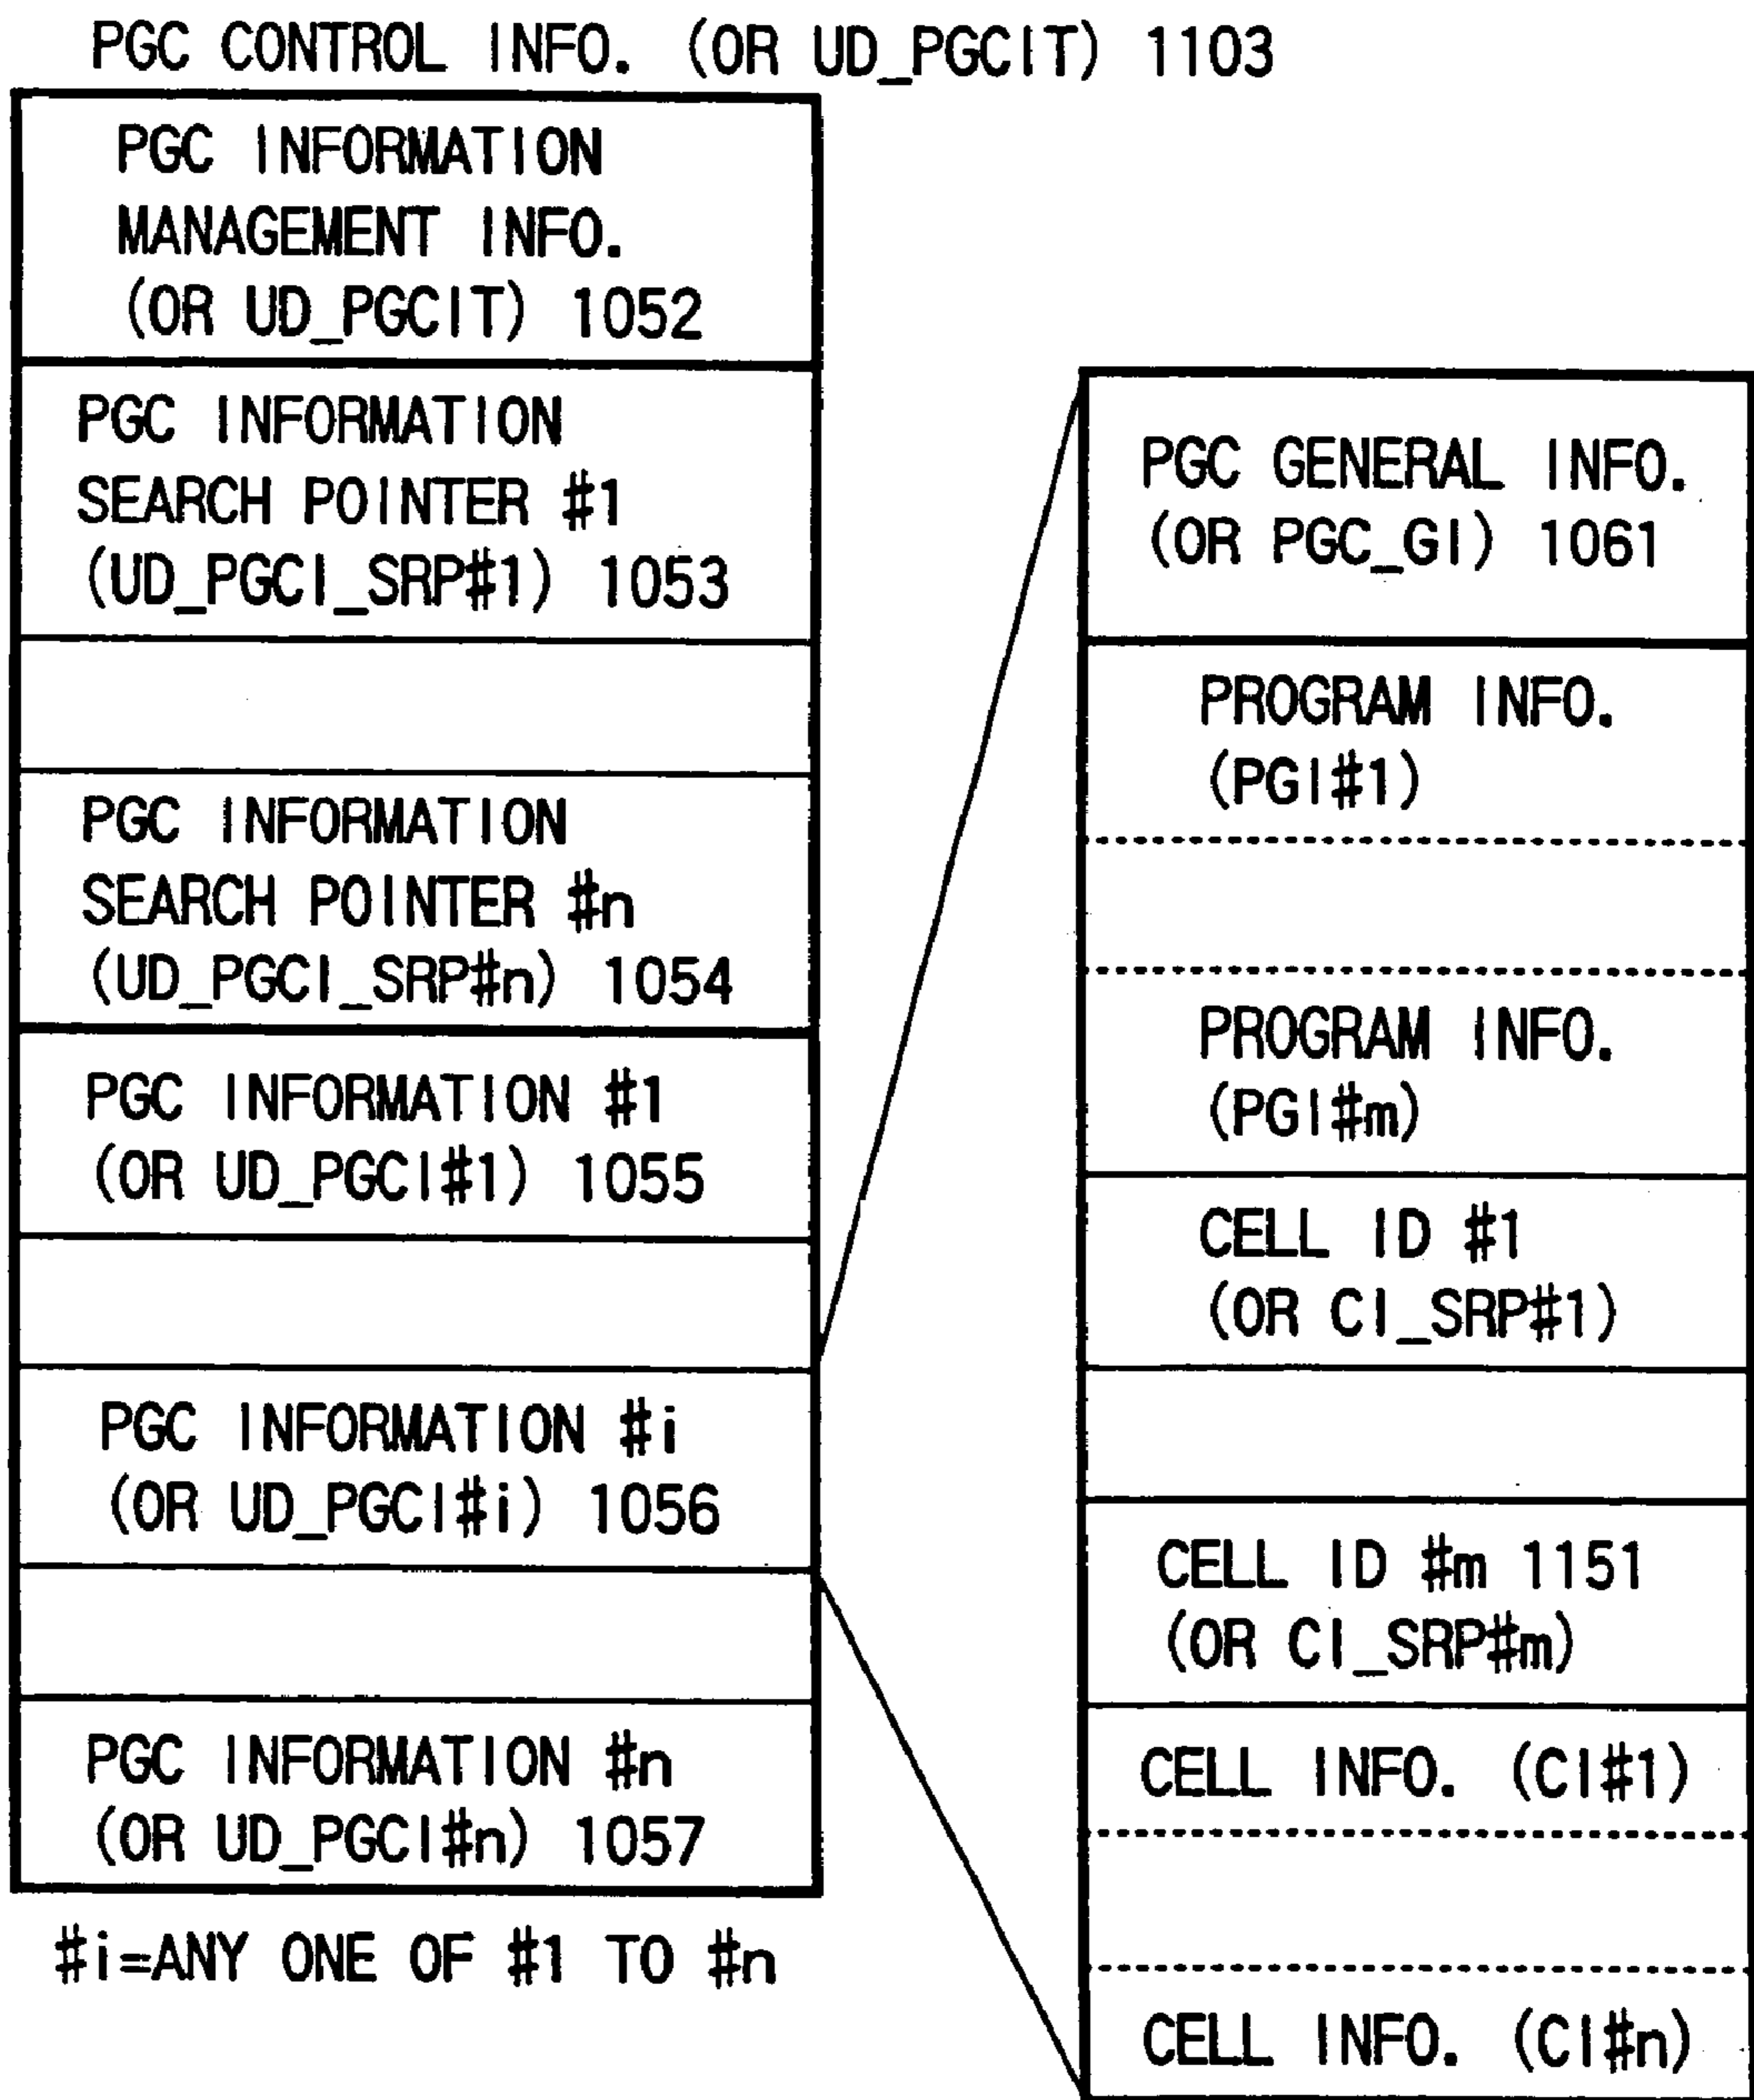 PGC CONTROL INFO. (OR UD_PGCIT) 1103
PGC INFORMATION
MANAGEMENT INFO.
(OR UD_PGCIT) 1052
PGC INFORMATION
SEARCH POINTER #1
(UD_PGCI_SRP#1) 1053
PGC INFORMATION
SEARCH POINTER #n
(UD_PGCI_SRP#n) 1054
PGC INFORMATION #1
(OR UD_PGCI#1) 1055
PGC INFORMATION #i
(OR UD_PGCI#i) 1056
PGC INFORMATION #n
(OR UD_PGCI#n) 1057
#i=ANY ONE OF #1 TO #n
PGC GENERAL INFO.
(OR PGC_GI) 1061
PROGRAM INFO.
(PGI#1)
PROGRAM INFO.
(PGI#m)
CELL ID #1
(OR CI_SRP#1)
CELL ID #m 1151
(OR CI_SRP#m)
CELL INFO. (CI#1)
CELL INFO. (CI#n)